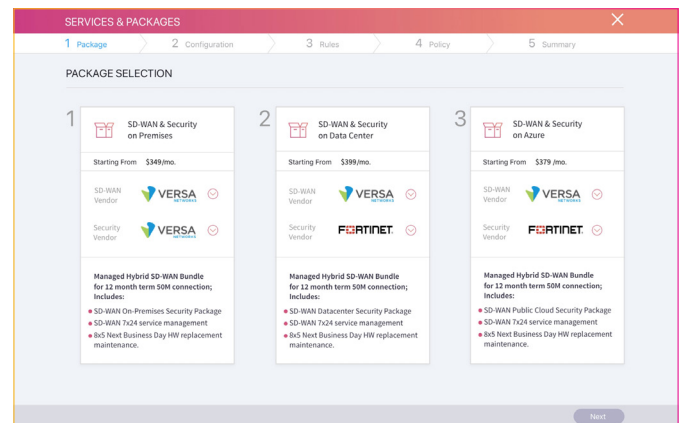 SERVICES & PACKAGES
1 Package
2 Configuration
3 Rules
4 Policy
5 Summary
PACKAGE SELECTION
1
SD-WAN & Security
on Premises
Starting From $349/mo.
SD-WAN
Vendor
VERSA
NETWORKS
Security
Vendor
VERSA
NETWORKS
Managed Hybrid SD-WAN Bundle
for 12 month term 50M connection;
Includes:
SD-WAN On-Premises Security Package
SD-WAN 7x24 service management
8x5 Next Business Day HW replacement
maintenance.
2
SD-WAN & Security
on Data Center
Starting From $399/mo.
SD-WAN
Vendor
VERSA
NETWORKS
Security
Vendor
FORTINET
Managed Hybrid SD-WAN Bundle
for 12 month term 50M connection;
Includes:
SD-WAN Datacenter Security Package
SD-WAN 7x24 service management
8x5 Next Business Day HW replacement
maintenance.
3
SD-WAN & Security
on Azure
Starting From $379 /mo.
SD-WAN
Vendor
VERSA
NETWORKS
Security
Vendor
FORTINET
Managed Hybrid SD-WAN Bundle
for 12 month term 50M connection;
Includes:
SD-WAN Public Cloud Security Package
SD-WAN 7x24 service management
8x5 Next Business Day HW replacement
maintenance.
Next